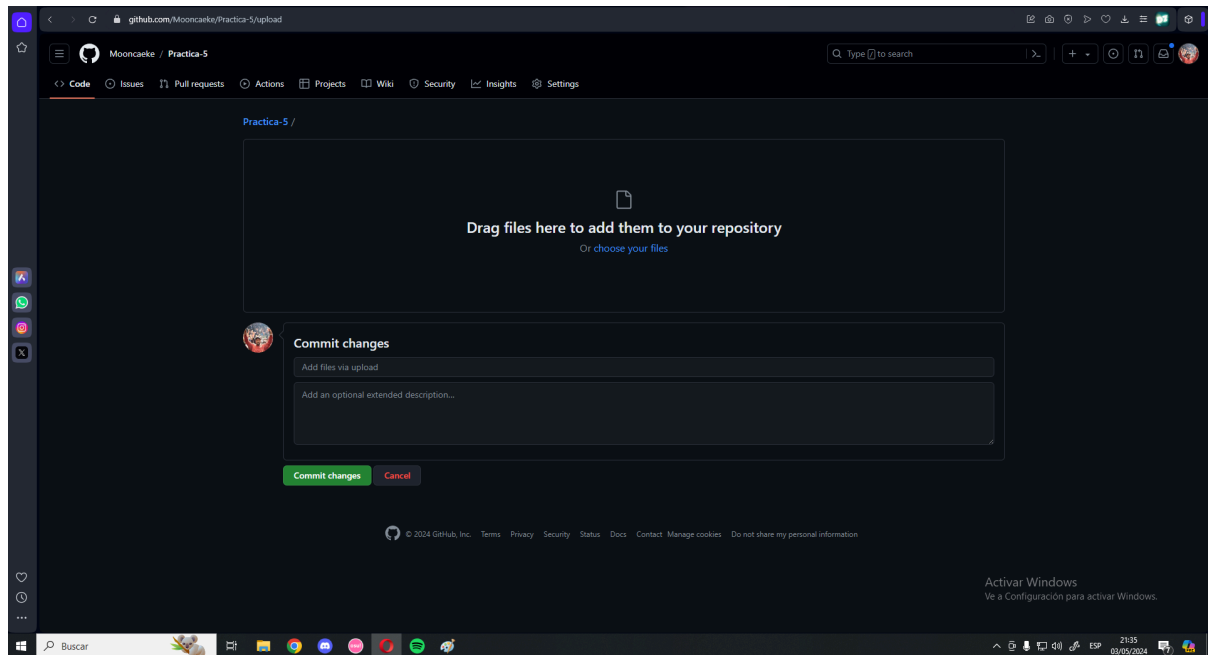 github.com/Mooncaeke/Practica-5/upload
Mooncaeke / Practica-5
Type / to search
<> Code Issues Pull requests Actions Projects Wiki Security Insights Settings
Practica-5 /
Drag files here to add them to your repository
Or choose your files
Commit changes
Add files via upload
Add an optional extended description...
Commit changes Cancel
© 2024 GitHub, Inc. Terms Privacy Security Status Docs Contact Manage cookies Do not share my personal information
Activar Windows
Ve a Configuración para activar Windows.
Buscar
ESP
21:35
03/05/2024